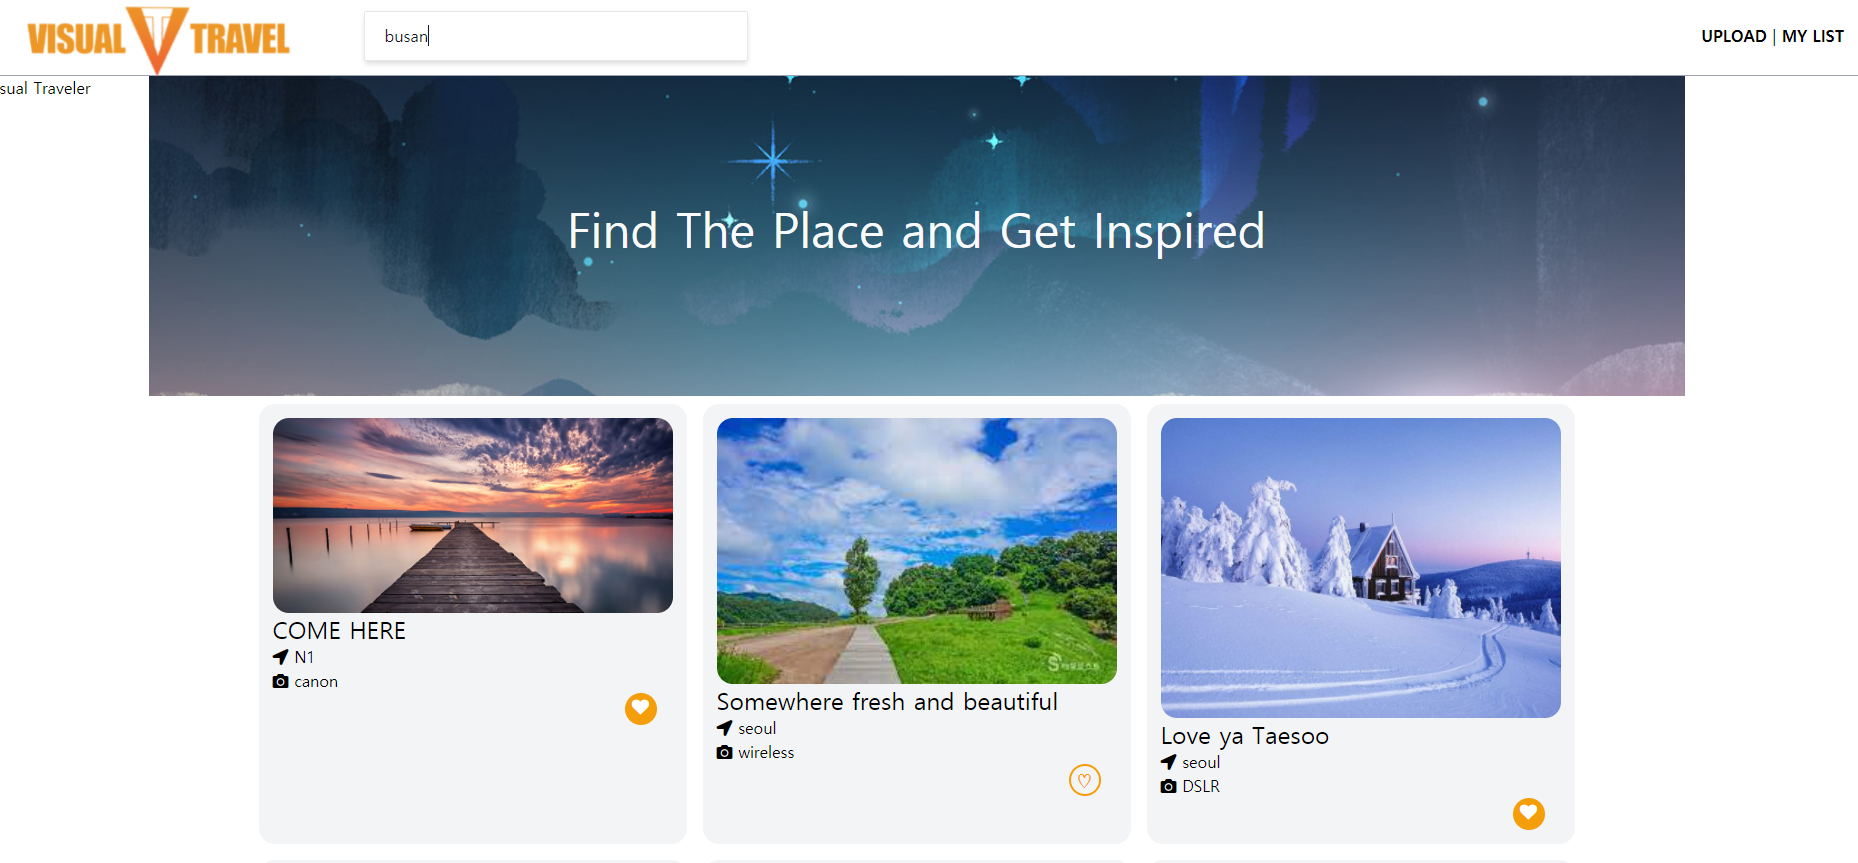 VISUAL TRAVEL
busan
UPLOAD | MY LIST
sual Traveler
Find The Place and Get Inspired
COME HERE
N1
canon
Somewhere fresh and beautiful
seoul
wireless
Love ya Taesoo
seoul
DSLR